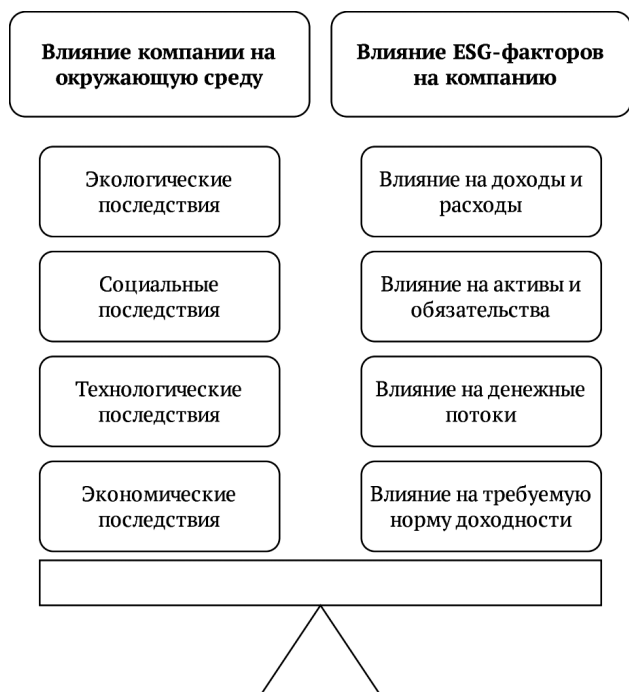 Влияние компании на
окружающую среду
Влияние ESG-факторов
на компанию
Экологические
последствия
Влияние на доходы и
расходы
Социальные
последствия
Влияние на активы и
обязательства
Технологические
последствия
Влияние на денежные
потоки
Экономические
последствия
Влияние на требуемую
норму доходности